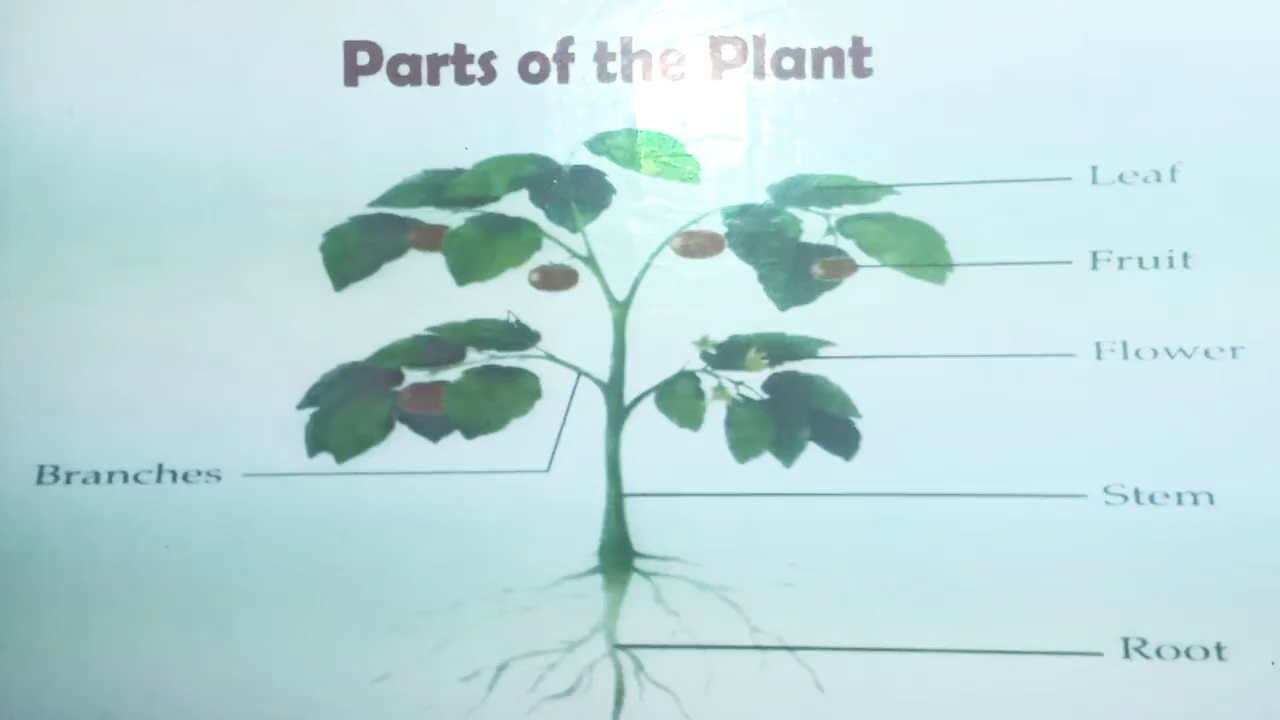 Parts of the Plant
Leaf
Fruit
Flower
Branches
Stem
Root